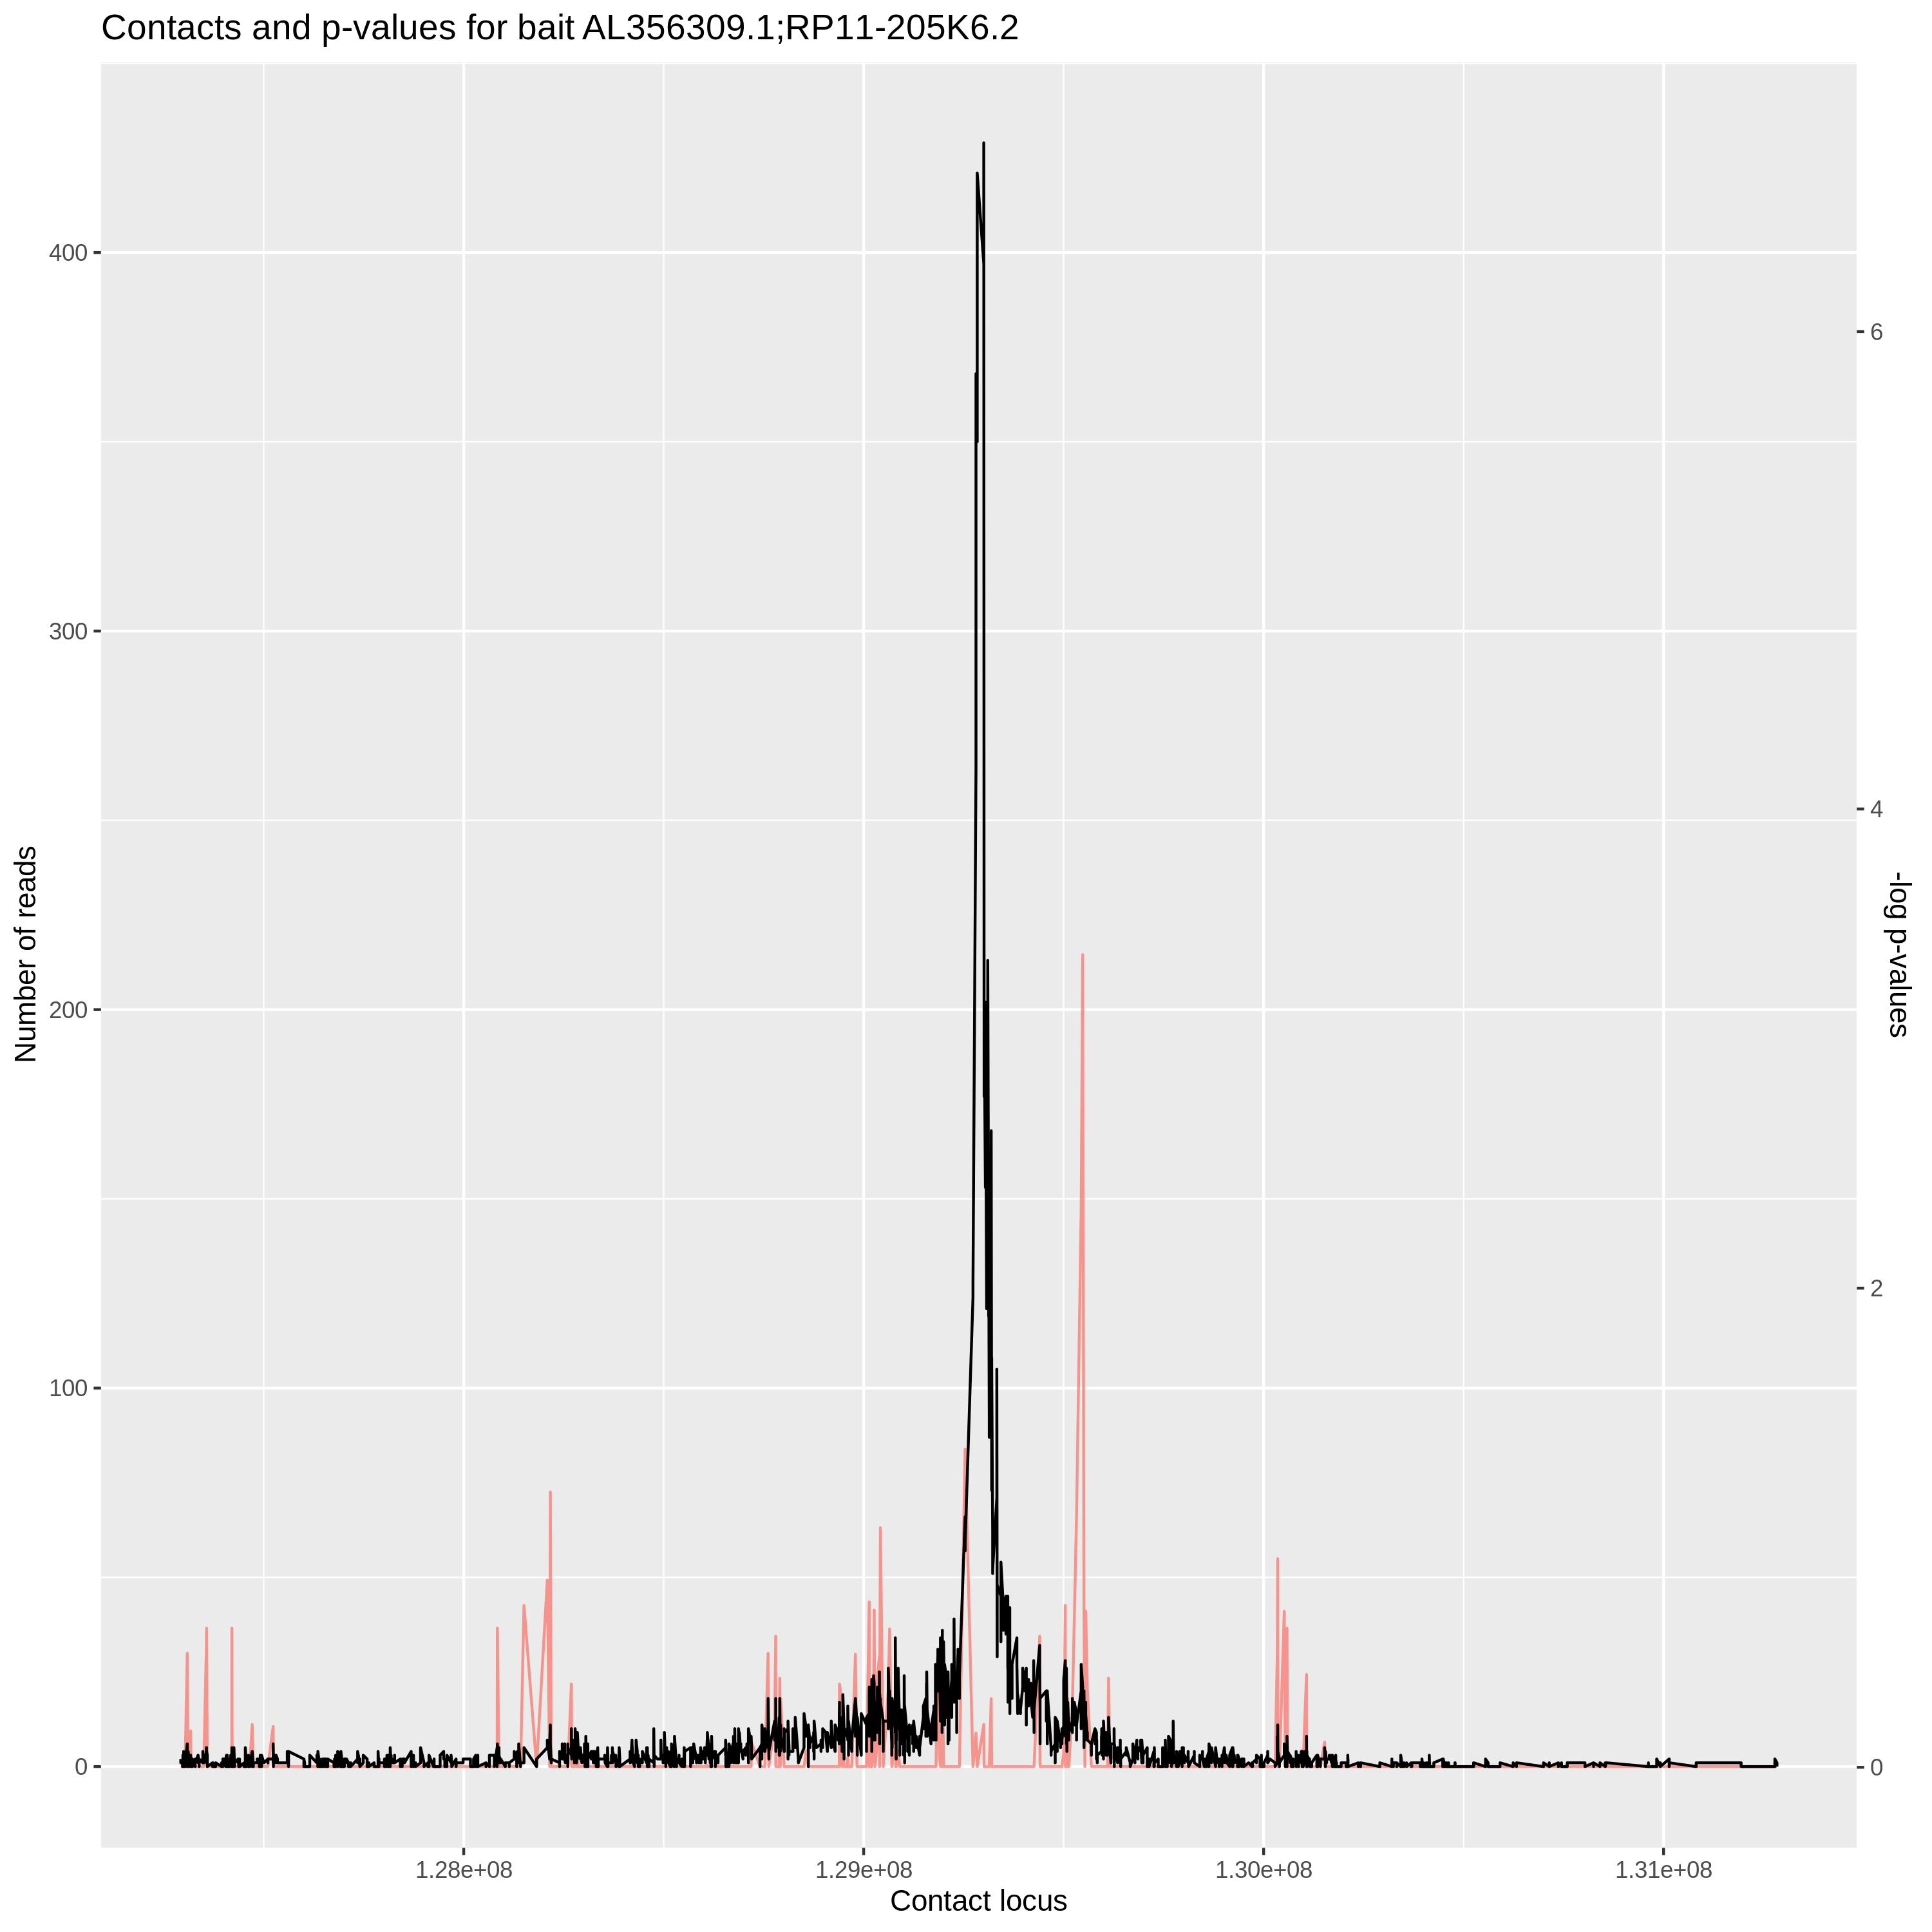 Contacts and p-values for bait AL356309.1;RP11-205K6.2
400
300
200
100
0
Number of reads
6
4
2
0
-log p-values
1.28e+08
1.29e+08
1.30e+08
1.31e+08
Contact locus